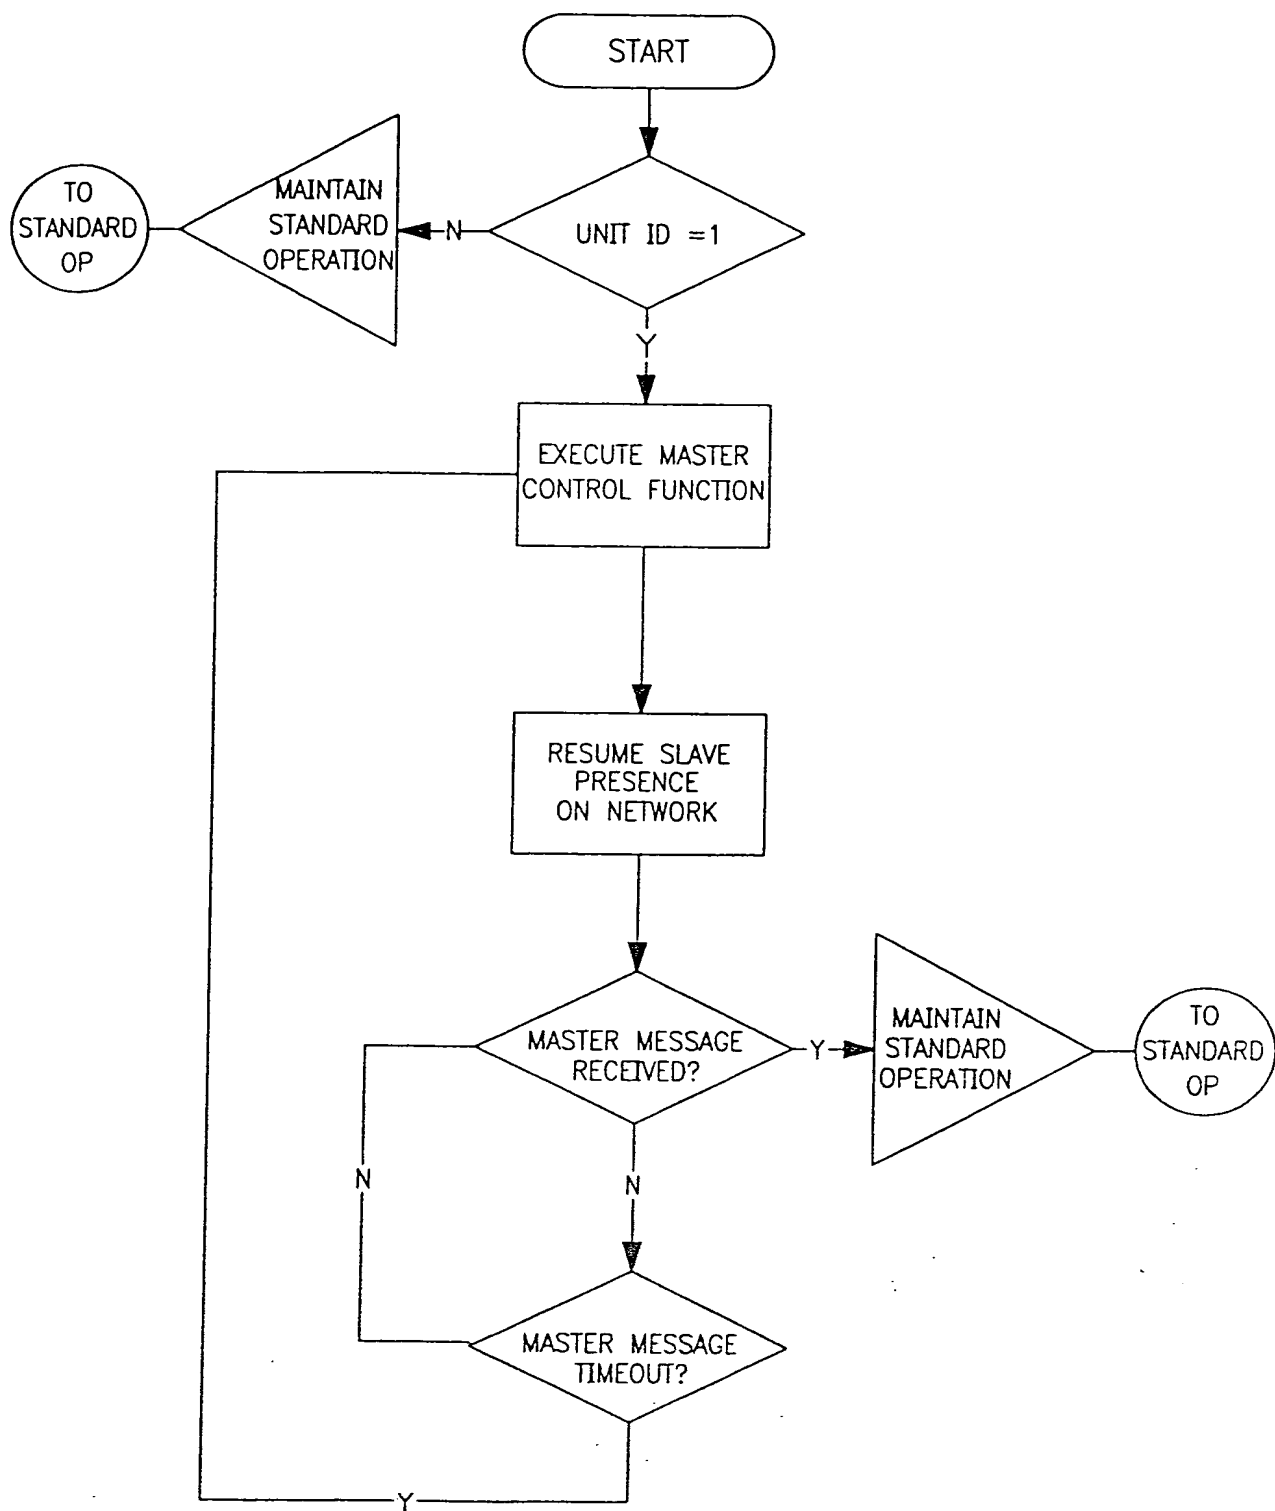 START
TO
STANDARD
OP
MAINTAIN
STANDARD
OPERATION
N
UNIT ID =1
Y
EXECUTE MASTER
CONTROL FUNCTION
RESUME SLAVE
PRESENCE
ON NETWORK
MASTER MESSAGE
RECEIVED?
Y
MAINTAIN
STANDARD
OPERATION
TO
STANDARD
OP
N
N
MASTER MESSAGE
TIMEOUT?
Y